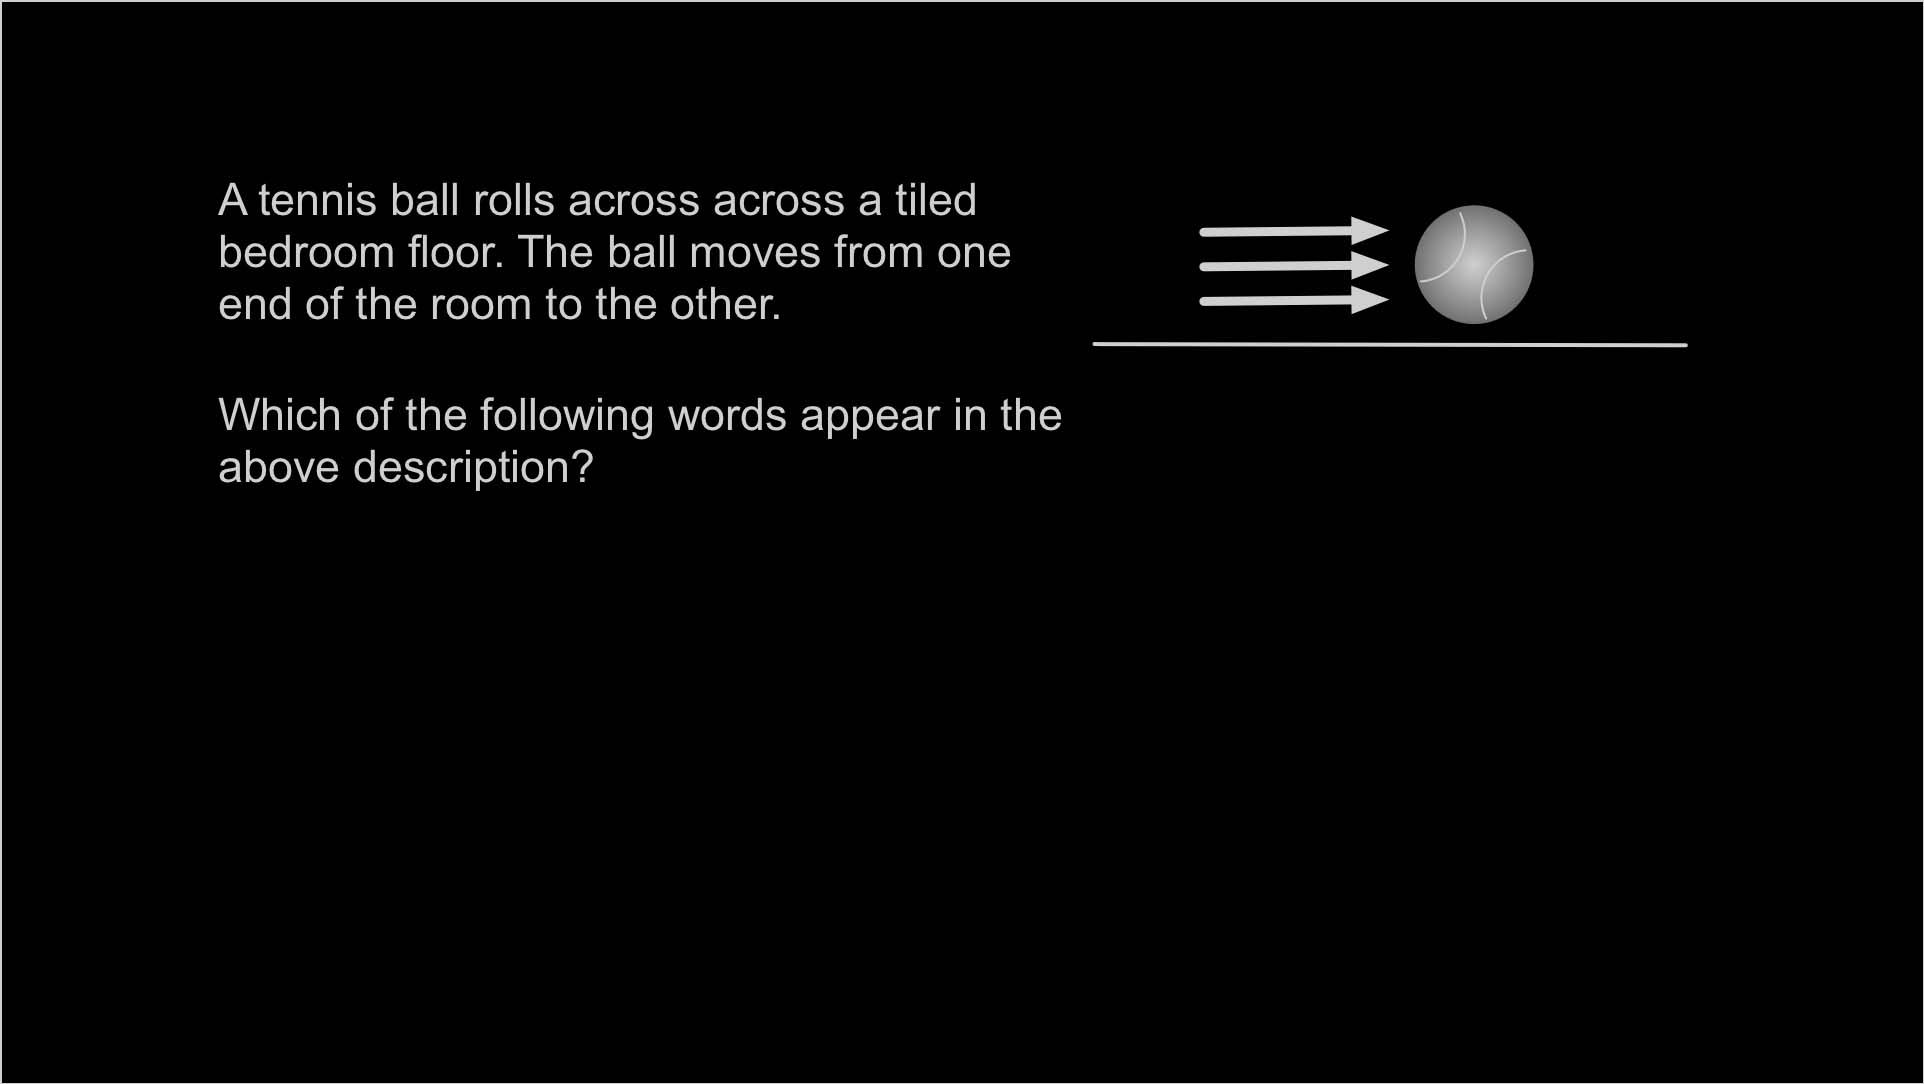 A tennis ball rolls across across a tiled
bedroom floor. The ball moves from one
end of the room to the other.
Which of the following words appear in the
above description?